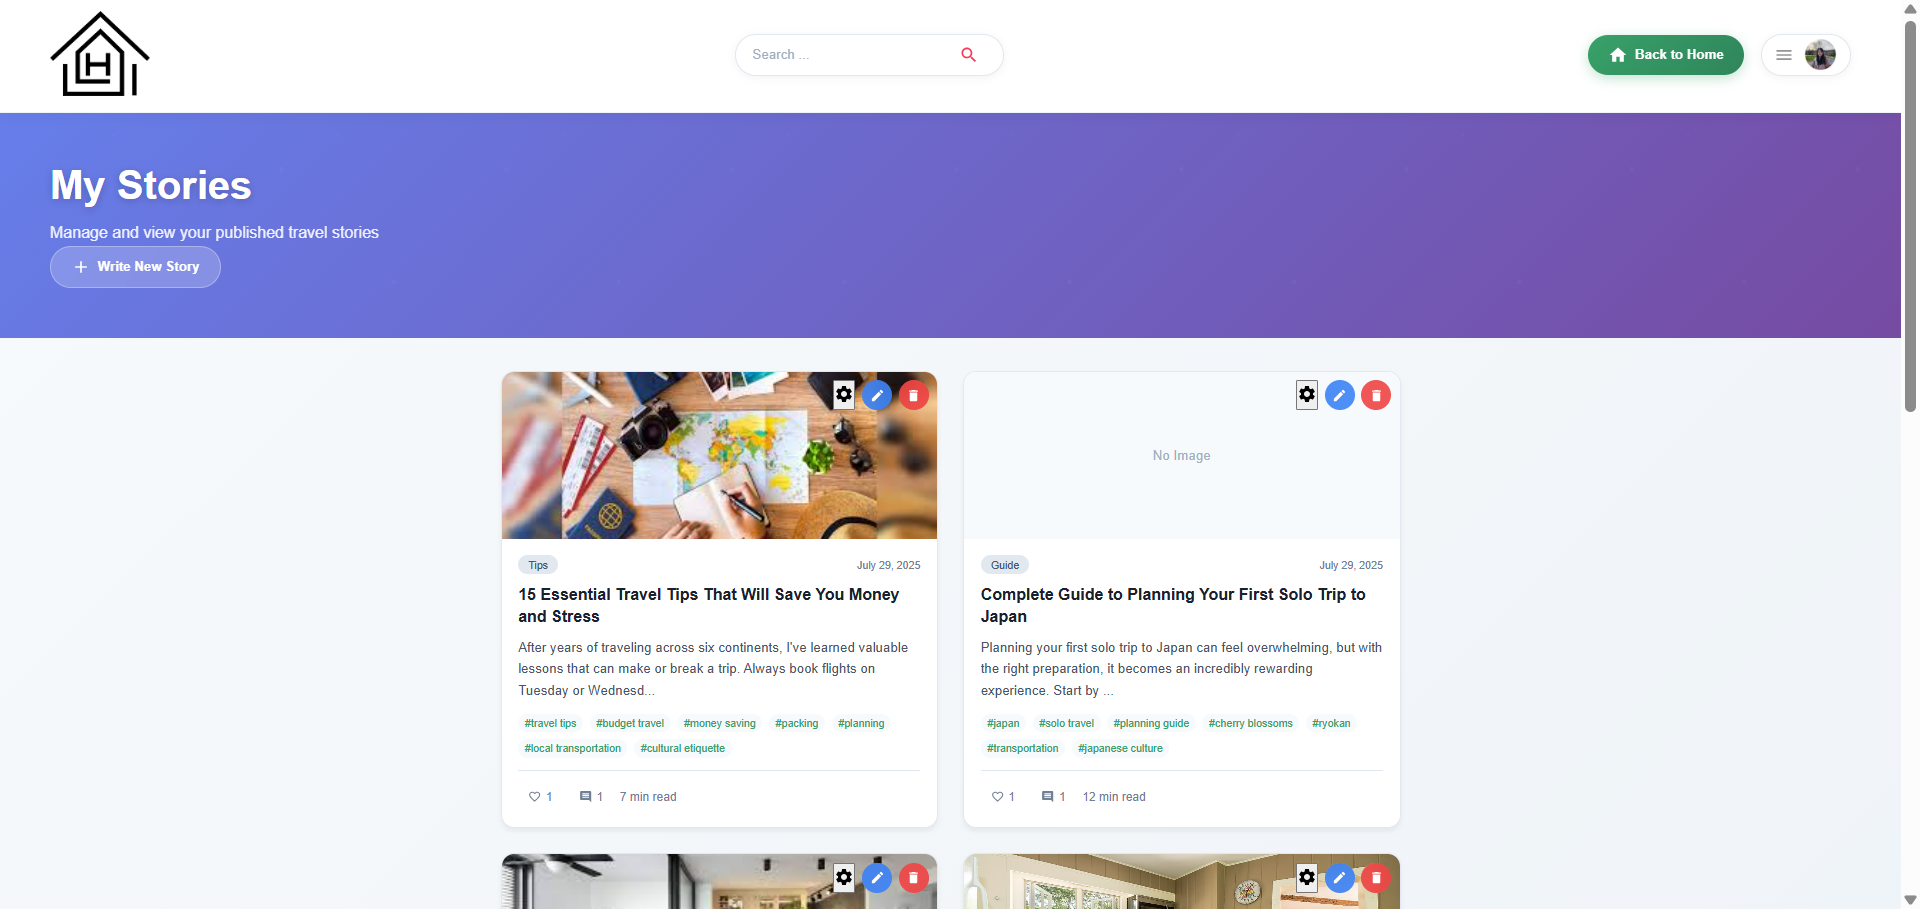 H
Search ...
Back to Home
My Stories
Manage and view your published travel stories
Write New Story
No Image
Tips
July 29, 2025
15 Essential Travel Tips That Will Save You Money
and Stress
After years of traveling across six continents, I've learned valuable
lessons that can make or break a trip. Always book flights on
Tuesday or Wednesd...
#travel tips #budget travel #money saving #packing #planning
#local transportation #cultural etiquette
1 1 7 min read
Guide
July 29, 2025
Complete Guide to Planning Your First Solo Trip to
Japan
Planning your first solo trip to Japan can feel overwhelming, but with
the right preparation, it becomes an incredibly rewarding
experience. Start by ...
#japan #solo travel #planning guide #cherry blossoms #ryokan
#transportation #japanese culture
1 1 12 min read